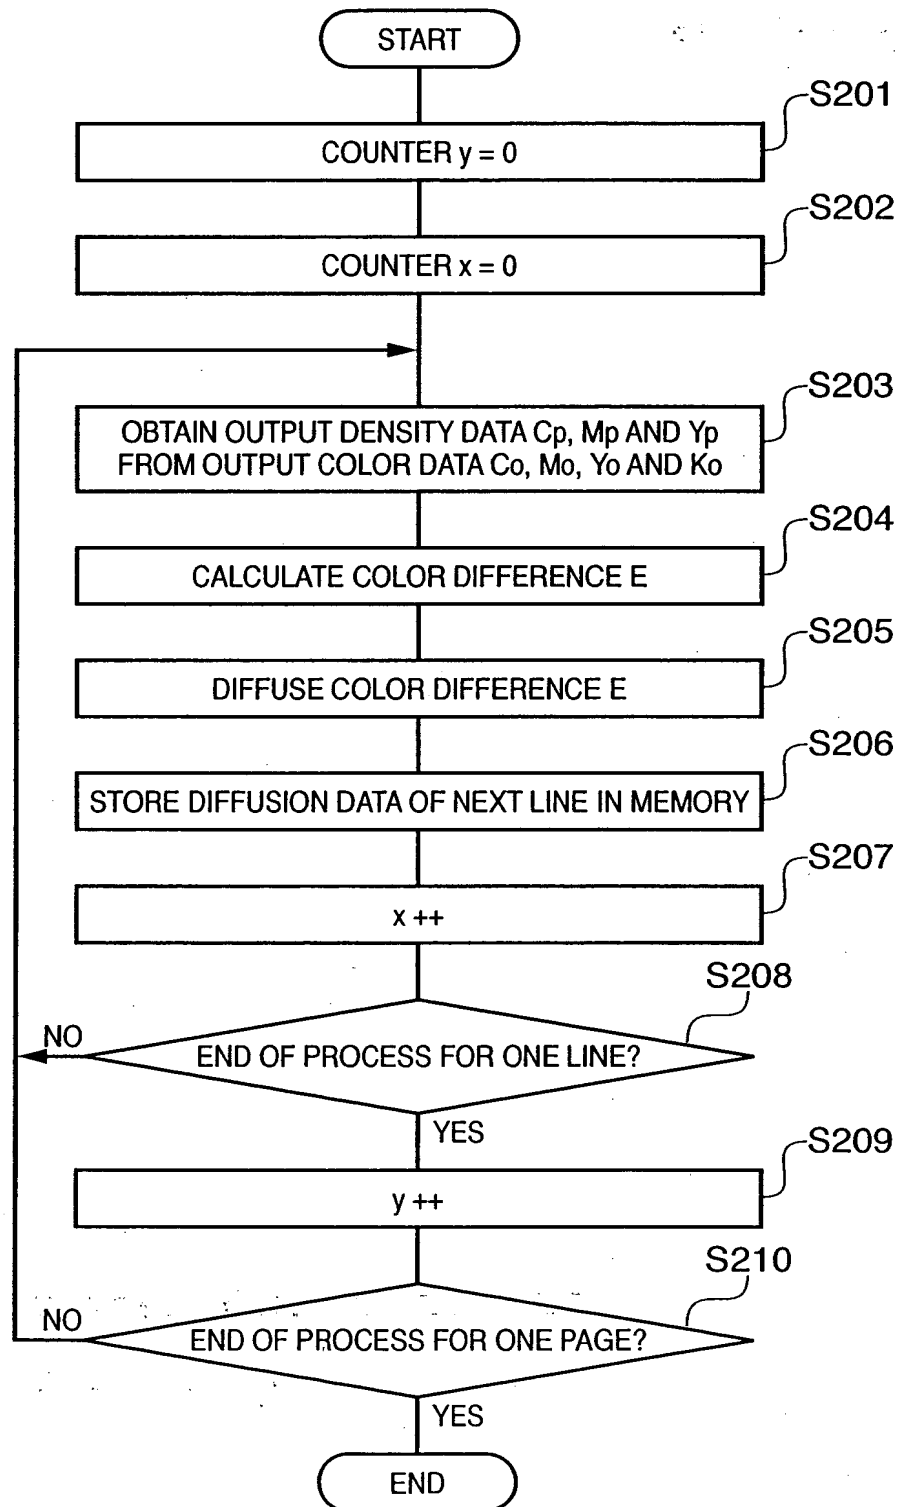 START
S201
COUNTER y = 0
S202
COUNTER x = 0
S203
OBTAIN OUTPUT DENSITY DATA Cp, Mp AND Yp
FROM OUTPUT COLOR DATA Co, Mo, Yo AND Ko
S204
CALCULATE COLOR DIFFERENCE E
S205
DIFFUSE COLOR DIFFERENCE E
S206
STORE DIFFUSION DATA OF NEXT LINE IN MEMORY
S207
x ++
S208
NO
END OF PROCESS FOR ONE LINE?
YES
S209
y ++
S210
NO
END OF PROCESS FOR ONE PAGE?
YES
END